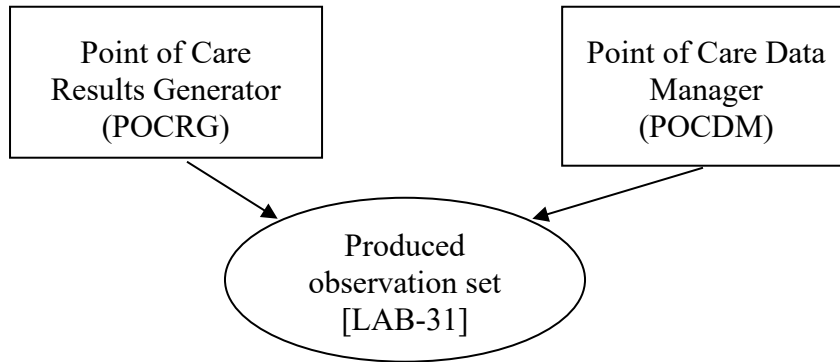 Point of Care
Results Generator
(POCRG)
Point of Care Data
Manager
(POCDM)
Produced
observation set
[LAB-31]